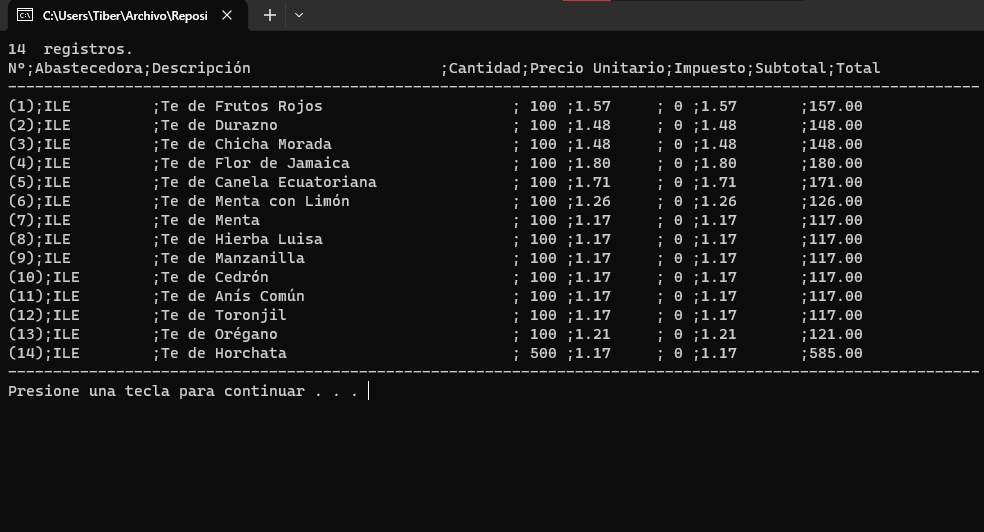 C:\Users\Tiber\Archivo\Reposi
14  registros.
Nº;Abastecedora;Descripción                     ;Cantidad;Precio Unitario;Impuesto;Subtotal;Total
------------------------------------------------------------------------------------------------------------
(1);ILE         ;Te de Frutos Rojos                     ; 100 ;1.57     ; 0 ;1.57       ;157.00
(2);ILE         ;Te de Durazno                          ; 100 ;1.48     ; 0 ;1.48       ;148.00
(3);ILE         ;Te de Chicha Morada                    ; 100 ;1.48     ; 0 ;1.48       ;148.00
(4);ILE         ;Te de Flor de Jamaica                  ; 100 ;1.80     ; 0 ;1.80       ;180.00
(5);ILE         ;Te de Canela Ecuatoriana               ; 100 ;1.71     ; 0 ;1.71       ;171.00
(6);ILE         ;Te de Menta con Limón                  ; 100 ;1.26     ; 0 ;1.26       ;126.00
(7);ILE         ;Te de Menta                            ; 100 ;1.17     ; 0 ;1.17       ;117.00
(8);ILE         ;Te de Hierba Luisa                     ; 100 ;1.17     ; 0 ;1.17       ;117.00
(9);ILE         ;Te de Manzanilla                       ; 100 ;1.17     ; 0 ;1.17       ;117.00
(10);ILE        ;Te de Cedrón                           ; 100 ;1.17     ; 0 ;1.17       ;117.00
(11);ILE        ;Te de Anís Común                       ; 100 ;1.17     ; 0 ;1.17       ;117.00
(12);ILE        ;Te de Toronjil                         ; 100 ;1.17     ; 0 ;1.17       ;117.00
(13);ILE        ;Te de Orégano                          ; 100 ;1.21     ; 0 ;1.21       ;121.00
(14);ILE        ;Te de Horchata                         ; 500 ;1.17     ; 0 ;1.17       ;585.00
------------------------------------------------------------------------------------------------------------
Presione una tecla para continuar . . .